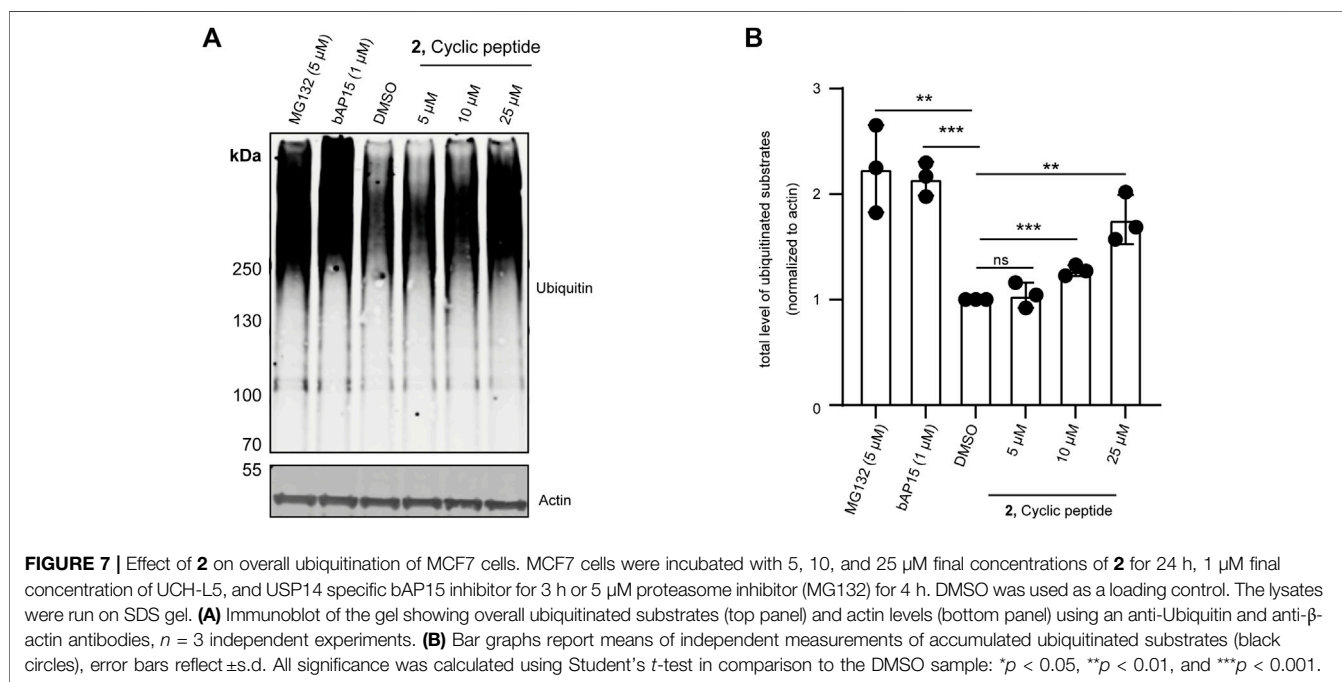 A
2, Cyclic peptide
MG132 (5 µM)
bAP15 (1 µM)
DMSO
5 µM
10 µM
25 µM
kDa
250
130
100
70
55
Ubiquitin
Actin
B
total level of ubiquitinated substrates
(normalized to actin)
3
2
1
0
**
***
**
***
ns
MG132 (5 µM)
bAP15 (1 µM)
DMSO
5 µM
10 µM
25 µM
2, Cyclic peptide
FIGURE 7 | Effect of 2 on overall ubiquitination of MCF7 cells. MCF7 cells were incubated with 5, 10, and 25 µM final concentrations of 2 for 24 h, 1 µM final
concentration of UCH-L5, and USP14 specific bAP15 inhibitor for 3 h or 5 µM proteasome inhibitor (MG132) for 4 h. DMSO was used as a loading control. The lysates
were run on SDS gel. (A) Immunoblot of the gel showing overall ubiquitinated substrates (top panel) and actin levels (bottom panel) using an anti-Ubiquitin and anti-β-
actin antibodies, n = 3 independent experiments. (B) Bar graphs report means of independent measurements of accumulated ubiquitinated substrates (black
circles), error bars reflect ±s.d. All significance was calculated using Student's t-test in comparison to the DMSO sample: *p < 0.05, **p < 0.01, and ***p < 0.001.